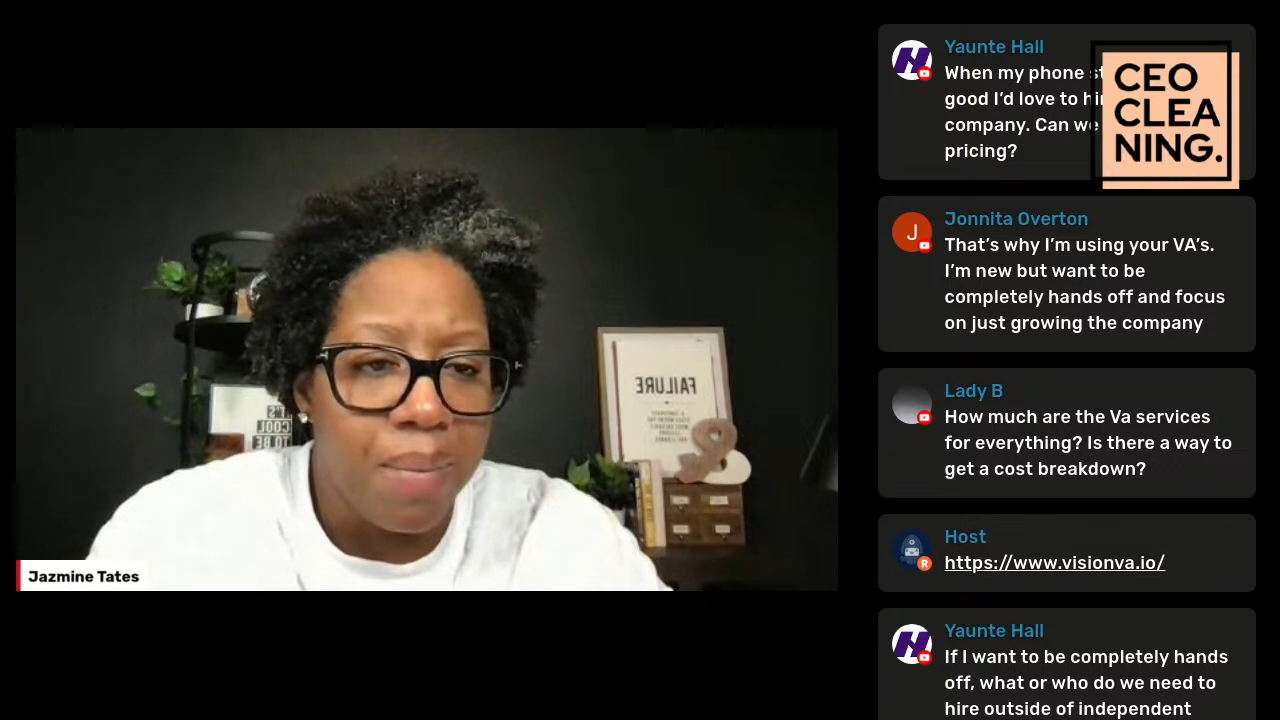 Yaunte Hall
When my phone
good I'd love to
company. Can we
pricing?
CEO
CLEA
NING.
Jonnita Overton
That's why I'm using your VA's.
I'm new but want to be
completely hands off and focus
on just growing the company
Lady B
How much are the Va services
for everything? Is there a way to
get a cost breakdown?
Host
https://www.visionva.io/
Yaunte Hall
If I want to be completely hands
off, what or who do we need to
hire outside of independent
FAILURE
IT'S
COOL
TO BE
Jazmine Tates
J
R